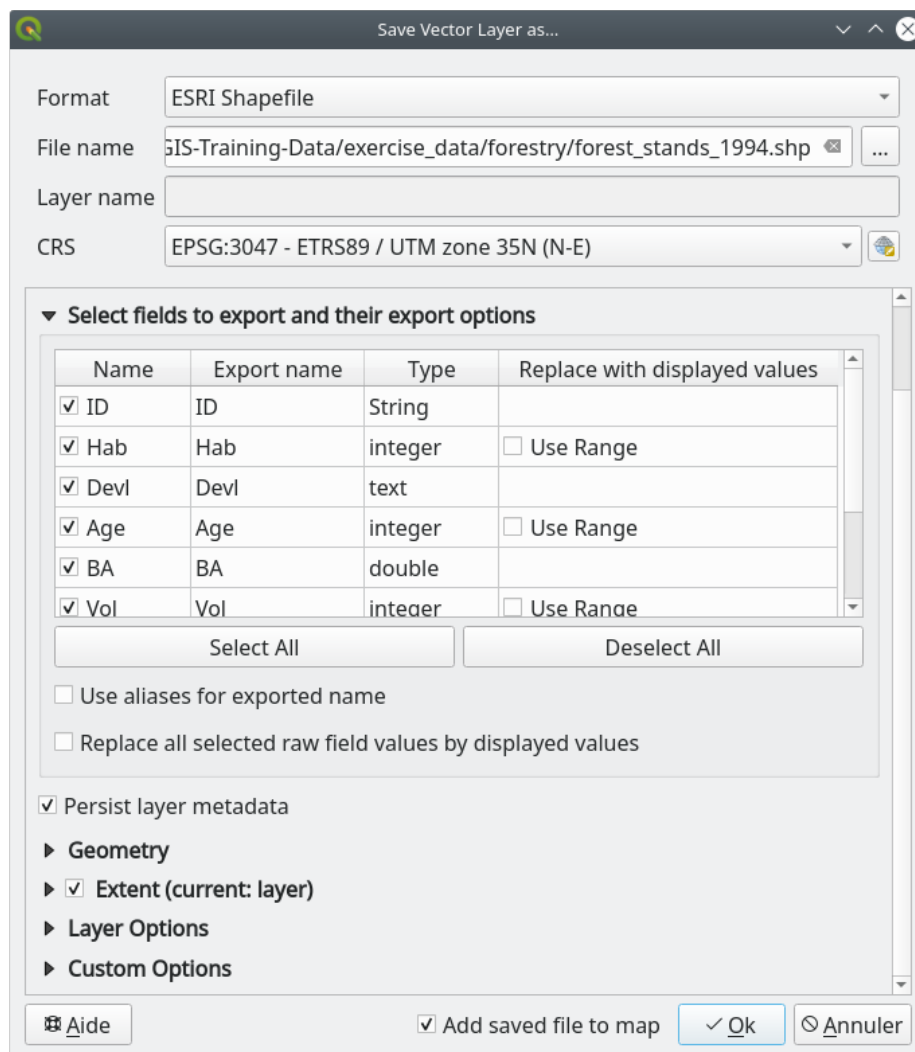 Save Vector Layer as...
Format ESRI Shapefile
File name GIS-Training-Data/exercise_data/forestry/forest_stands_1994.shp ...
Layer name
CRS EPSG:3047 - ETRS89 / UTM zone 35N (N-E)
Select fields to export and their export options
Name Export name Type Replace with displayed values
ID ID String
Hab Hab integer Use Range
Devl Devl text
Age Age integer Use Range
BA BA double
Vol Vol integer Use Range
Select All Deselect All
Use aliases for exported name
Replace all selected raw field values by displayed values
Persist layer metadata
Geometry
Extent (current: layer)
Layer Options
Custom Options
Aide Add saved file to map Ok Annuler